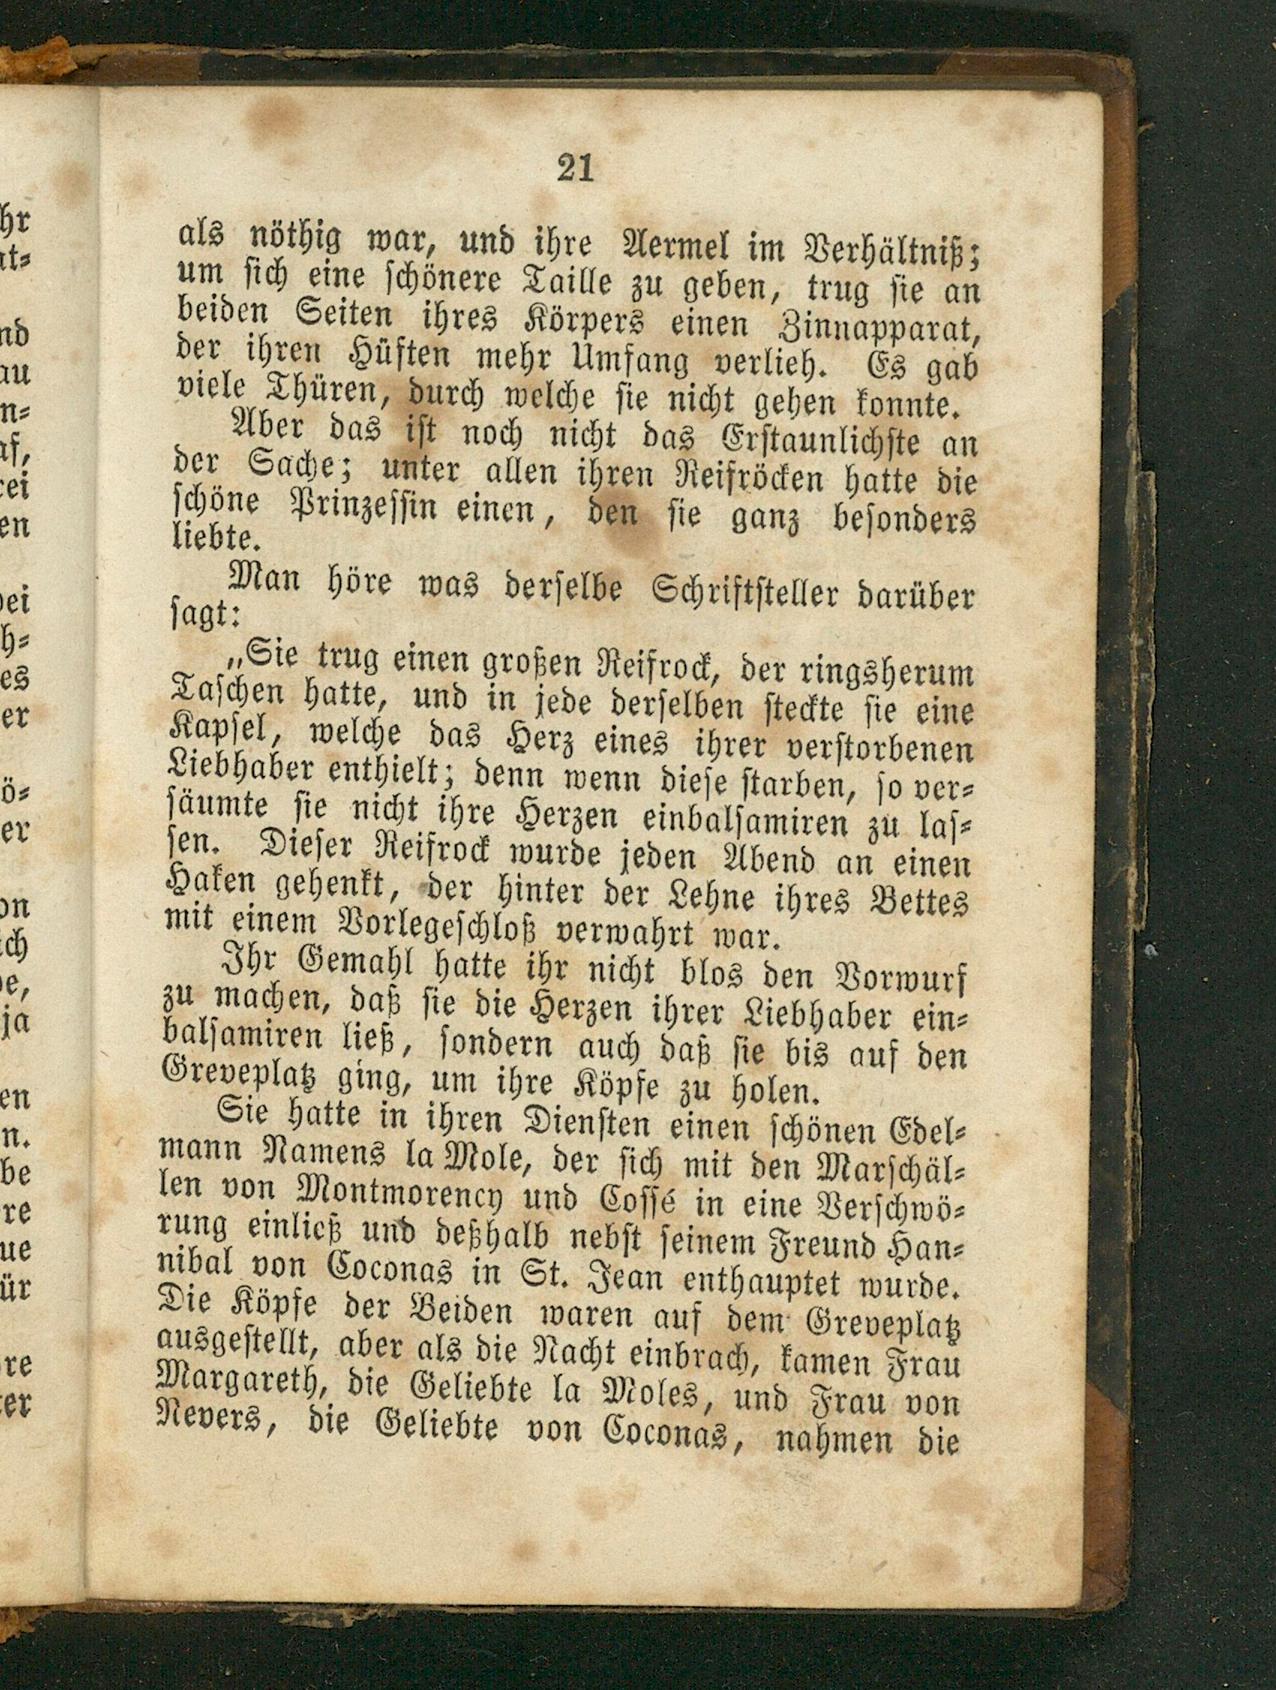 21
als nöthig war, und ihre Aermel im Verhältniß;
um sich eine schönere Taille zu geben, trug sie an
beiden Seiten ihres Körpers einen Zinnapparat,
der ihren Hüften mehr Umfang verlieh. Es gab
viele Thüren, durch welche sie nicht gehen konnte.
Aber das ist noch nicht das Erstaunlichste an
der Sache; unter allen ihren Reifröcken hatte die
schöne Prinzessin einen, den sie ganz besonders
liebte.
Man höre was derselbe Schriftsteller darüber
sagt:
„Sie trug einen großen Reifrock, der ringsherum
Taschen hatte, und in jede derselben steckte sie eine
Kapsel, welche das Herz eines ihrer verstorbenen
Liebhaber enthielt; denn wenn diese starben, so ver-
säumte sie nicht ihre Herzen einbalsamiren zu las-
sen. Dieser Reifrock wurde jeden Abend an einen
Haken gehenkt, der hinter der Lehne ihres Bettes
mit einem Vorlegeschloß verwahrt war.
Ihr Gemahl hatte ihr nicht blos den Vorwurf
zu machen, daß sie die Herzen ihrer Liebhaber ein-
balsamiren ließ, sondern auch daß sie bis auf den
Greveplatz ging, um ihre Köpfe zu holen.
Sie hatte in ihren Diensten einen schönen Edel-
mann Namens la Mole, der sich mit den Marschäl-
len von Montmorency und Cossé in eine Verschwö-
rung einließ und deßhalb nebst seinem Freund Han-
nibal von Coconas in St. Jean enthauptet wurde.
Die Köpfe der Beiden waren auf dem Greveplatz
ausgestellt, aber als die Nacht einbrach, kamen Frau
Margareth, die Geliebte la Moles, und Frau von
Nevers, die Geliebte von Coconas, nahmen die